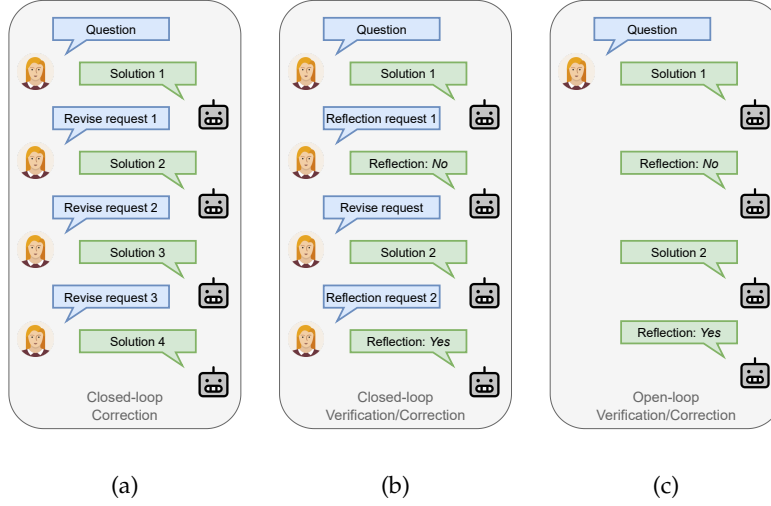 Question
Solution 1
Revise request 1
Solution 2
Revise request 2
Solution 3
Revise request 3
Solution 4
Closed-loop
Correction
(a)
Question
Solution 1
Reflection request 1
Reflection: No
Revise request
Solution 2
Reflection request 2
Reflection: Yes
Closed-loop
Verification/Correction
(b)
Question
Solution 1
Reflection: No
Solution 2
Reflection: Yes
Open-loop
Verification/Correction
(c)